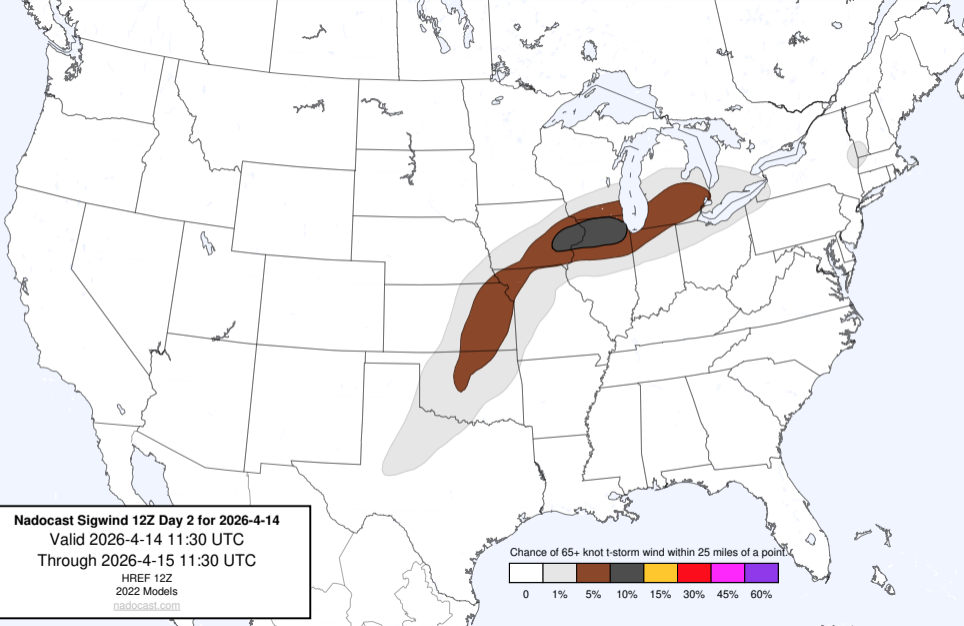 Nadocast Sigwind 12Z Day 2 for 2026-4-14
Valid 2026-4-14 11:30 UTC
Through 2026-4-15 11:30 UTC
HREF 12Z
2022 Models
nadocast.com
Chance of 65+ knot t-storm wind within 25 miles of a point.
0 1% 5% 10% 15% 30% 45% 60%